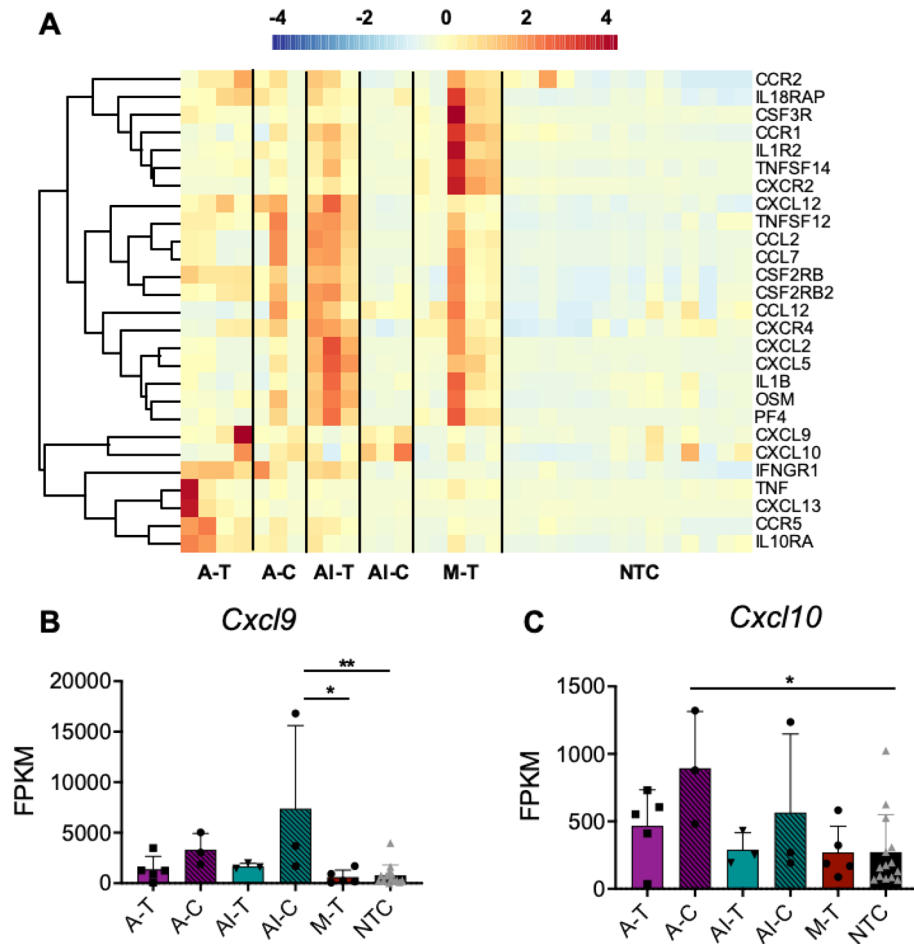 A
-4 -2 0 2 4
CCR2
IL18RAP
CSF3R
CCR1
IL1R2
TNFSF14
CXCR2
CXCL12
TNFSF12
CCL2
CCL7
CSF2RB
CSF2RB2
CCL12
CXCR4
CXCL2
CXCL5
IL1B
OSM
PF4
CXCL9
CXCL10
IFNGR1
TNF
CXCL13
CCR5
IL10RA
A-T A-C AI-T AI-C M-T NTC
B Cxcl9
**
*
20000
15000
10000
5000
0
FPKM
A-T A-C AI-T AI-C M-T NTC
C Cxcl10
*
1500
1000
500
0
FPKM
A-T A-C AI-T AI-C M-T NTC